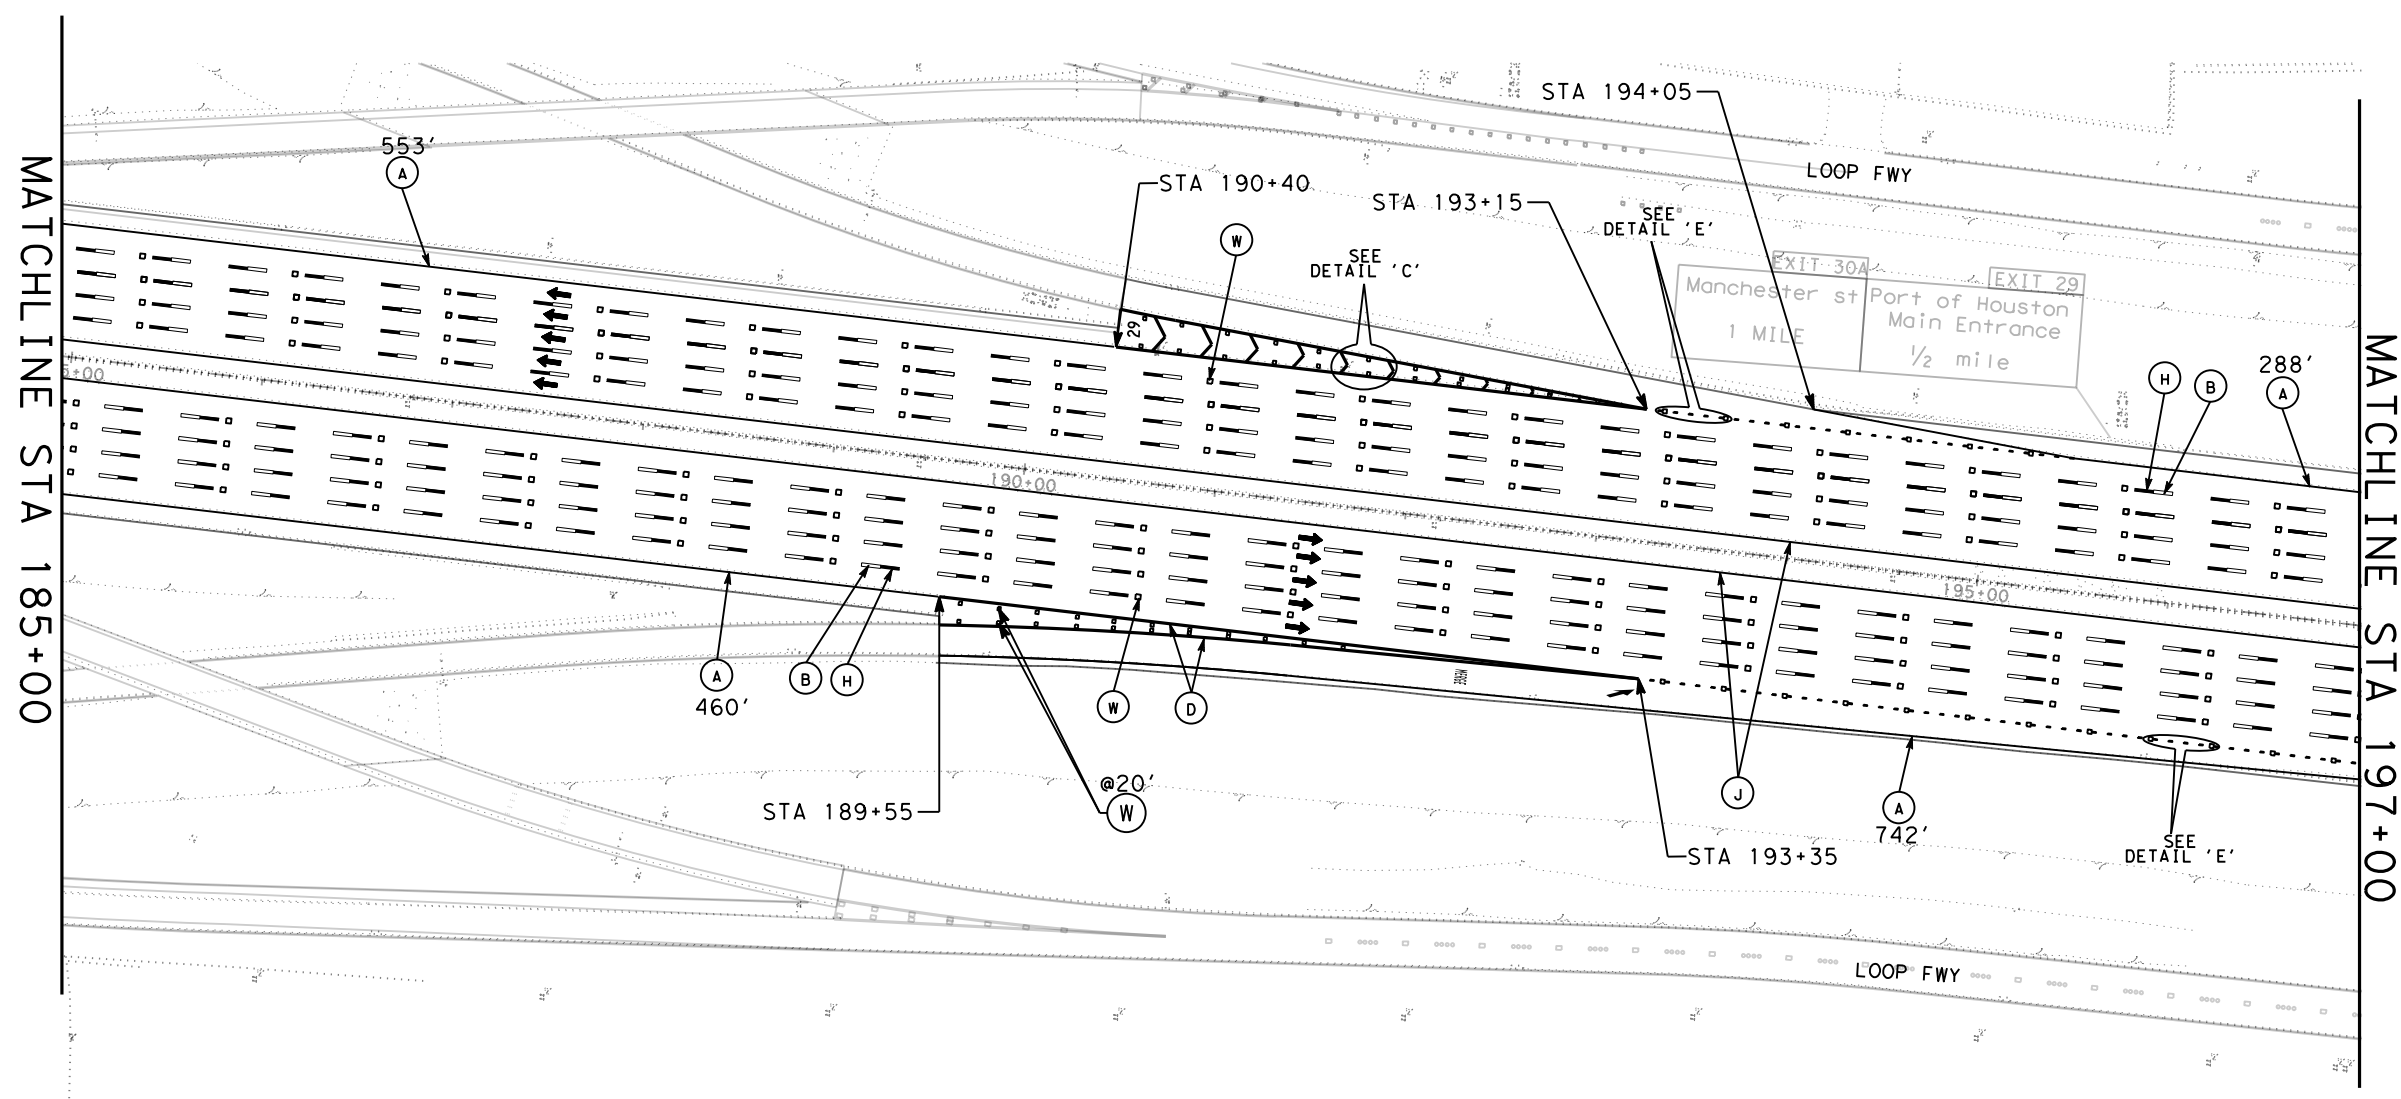 MATCHLINE STA 185+00
553'
A
STA 190+40
W
STA 193+15
SEE
DETAIL 'C'
29
STA 194+05
SEE
DETAIL 'E'
LOOP FWY
EXIT 30A
Manchester st
1 MILE
EXIT 29
Port of Houston
Main Entrance
1/2 mile
H
B
288'
A
5+00
190+00
195+00
A
460'
B
H
STA 189+55
@20'
W
W
D
J
STA 193+35
A
742'
SEE
DETAIL 'E'
LOOP FWY
MATCHLINE STA 197+00